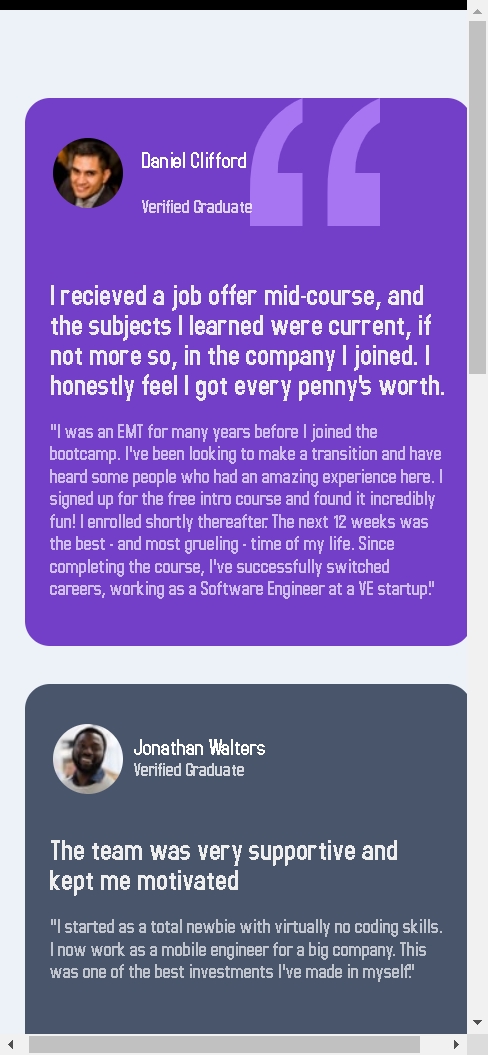 Daniel Clifford
Verified Graduate
I recieved a job offer mid-course, and
the subjects I learned were current, if
not more so, in the company I joined. I
honestly feel I got every penny's worth.
"I was an EMT for many years before I joined the
bootcamp. I've been looking to make a transition and have
heard some people who had an amazing experience here. I
signed up for the free intro course and found it incredibly
fun! I enrolled shortly thereafter. The next 12 weeks was
the best - and most grueling - time of my life. Since
completing the course, I've successfully switched
careers, working as a Software Engineer at a VE startup."
Jonathan Walters
Verified Graduate
The team was very supportive and
kept me motivated
"I started as a total newbie with virtually no coding skills.
I now work as a mobile engineer for a big company. This
was one of the best investments I've made in myself."